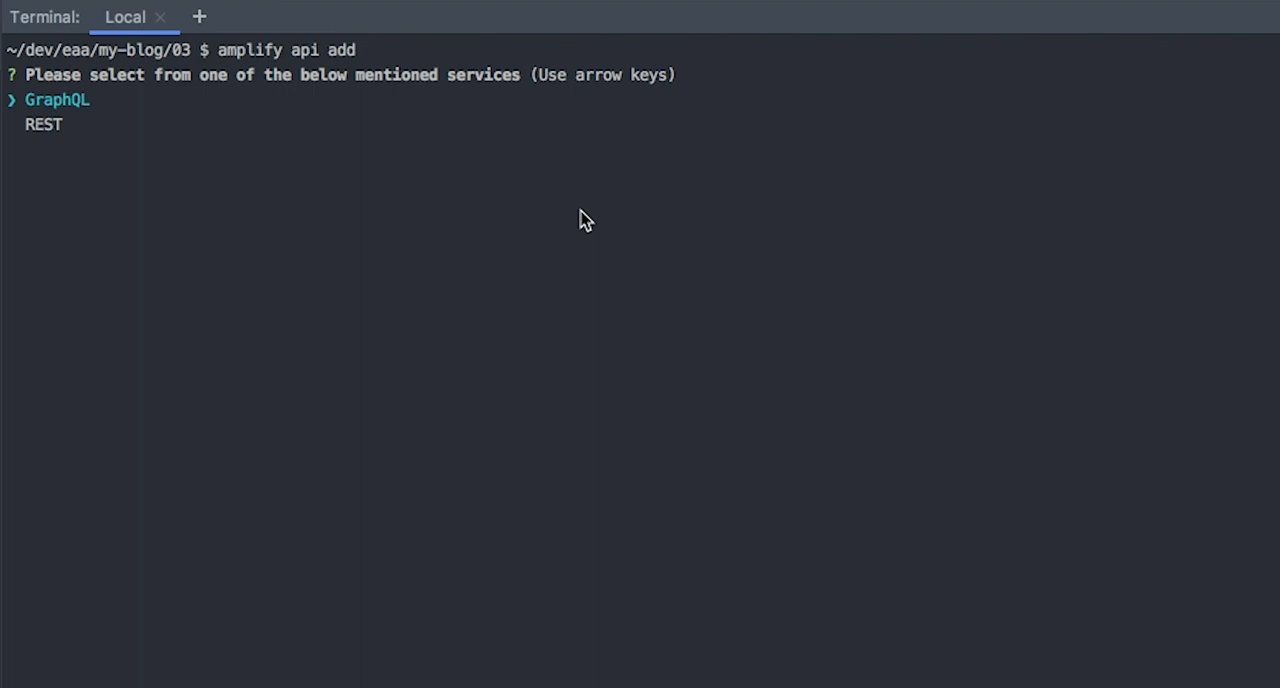 Terminal: Local × +
~/dev/eaa/my-blog/03 $ amplify api add
? Please select from one of the below mentioned services (Use arrow keys)
❯ GraphQL
REST